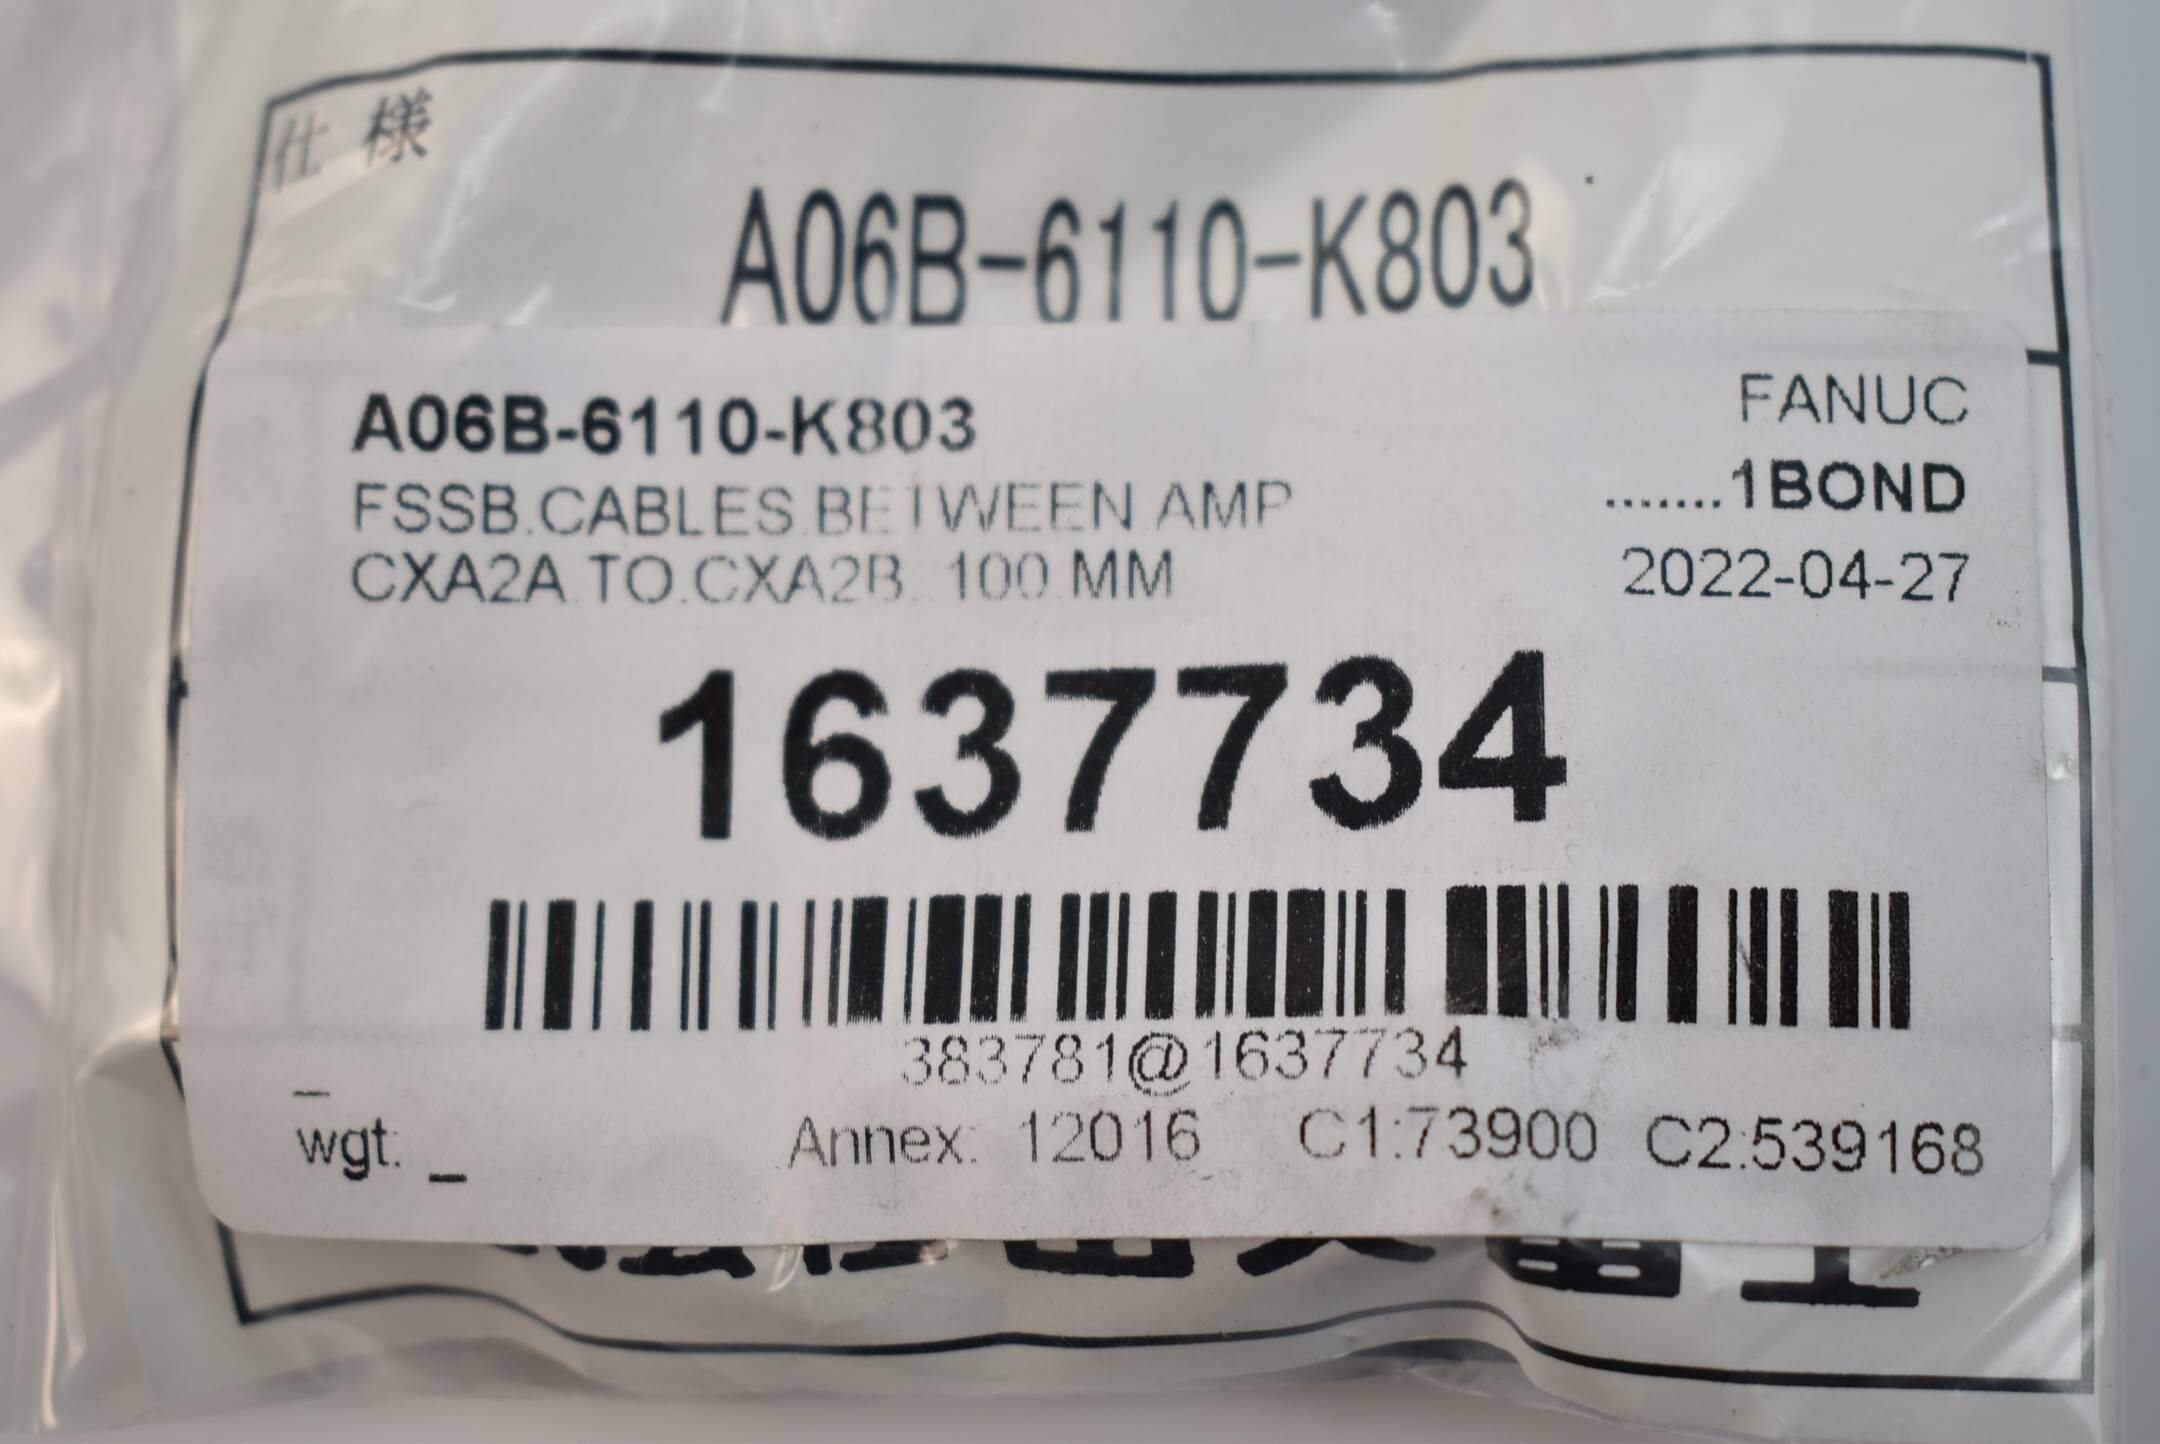 仕様
A06B-6110-K803
A06B-6110-K803
FANUC
FSSB.CABLES.BETWEEN.AMP
........1BOND
CXA2A.TO.CXA2B..100.MM
2022-04-27
1637734
383781@1637734
_
wgt: _ Annex: 12016 C1:73900 C2:539168